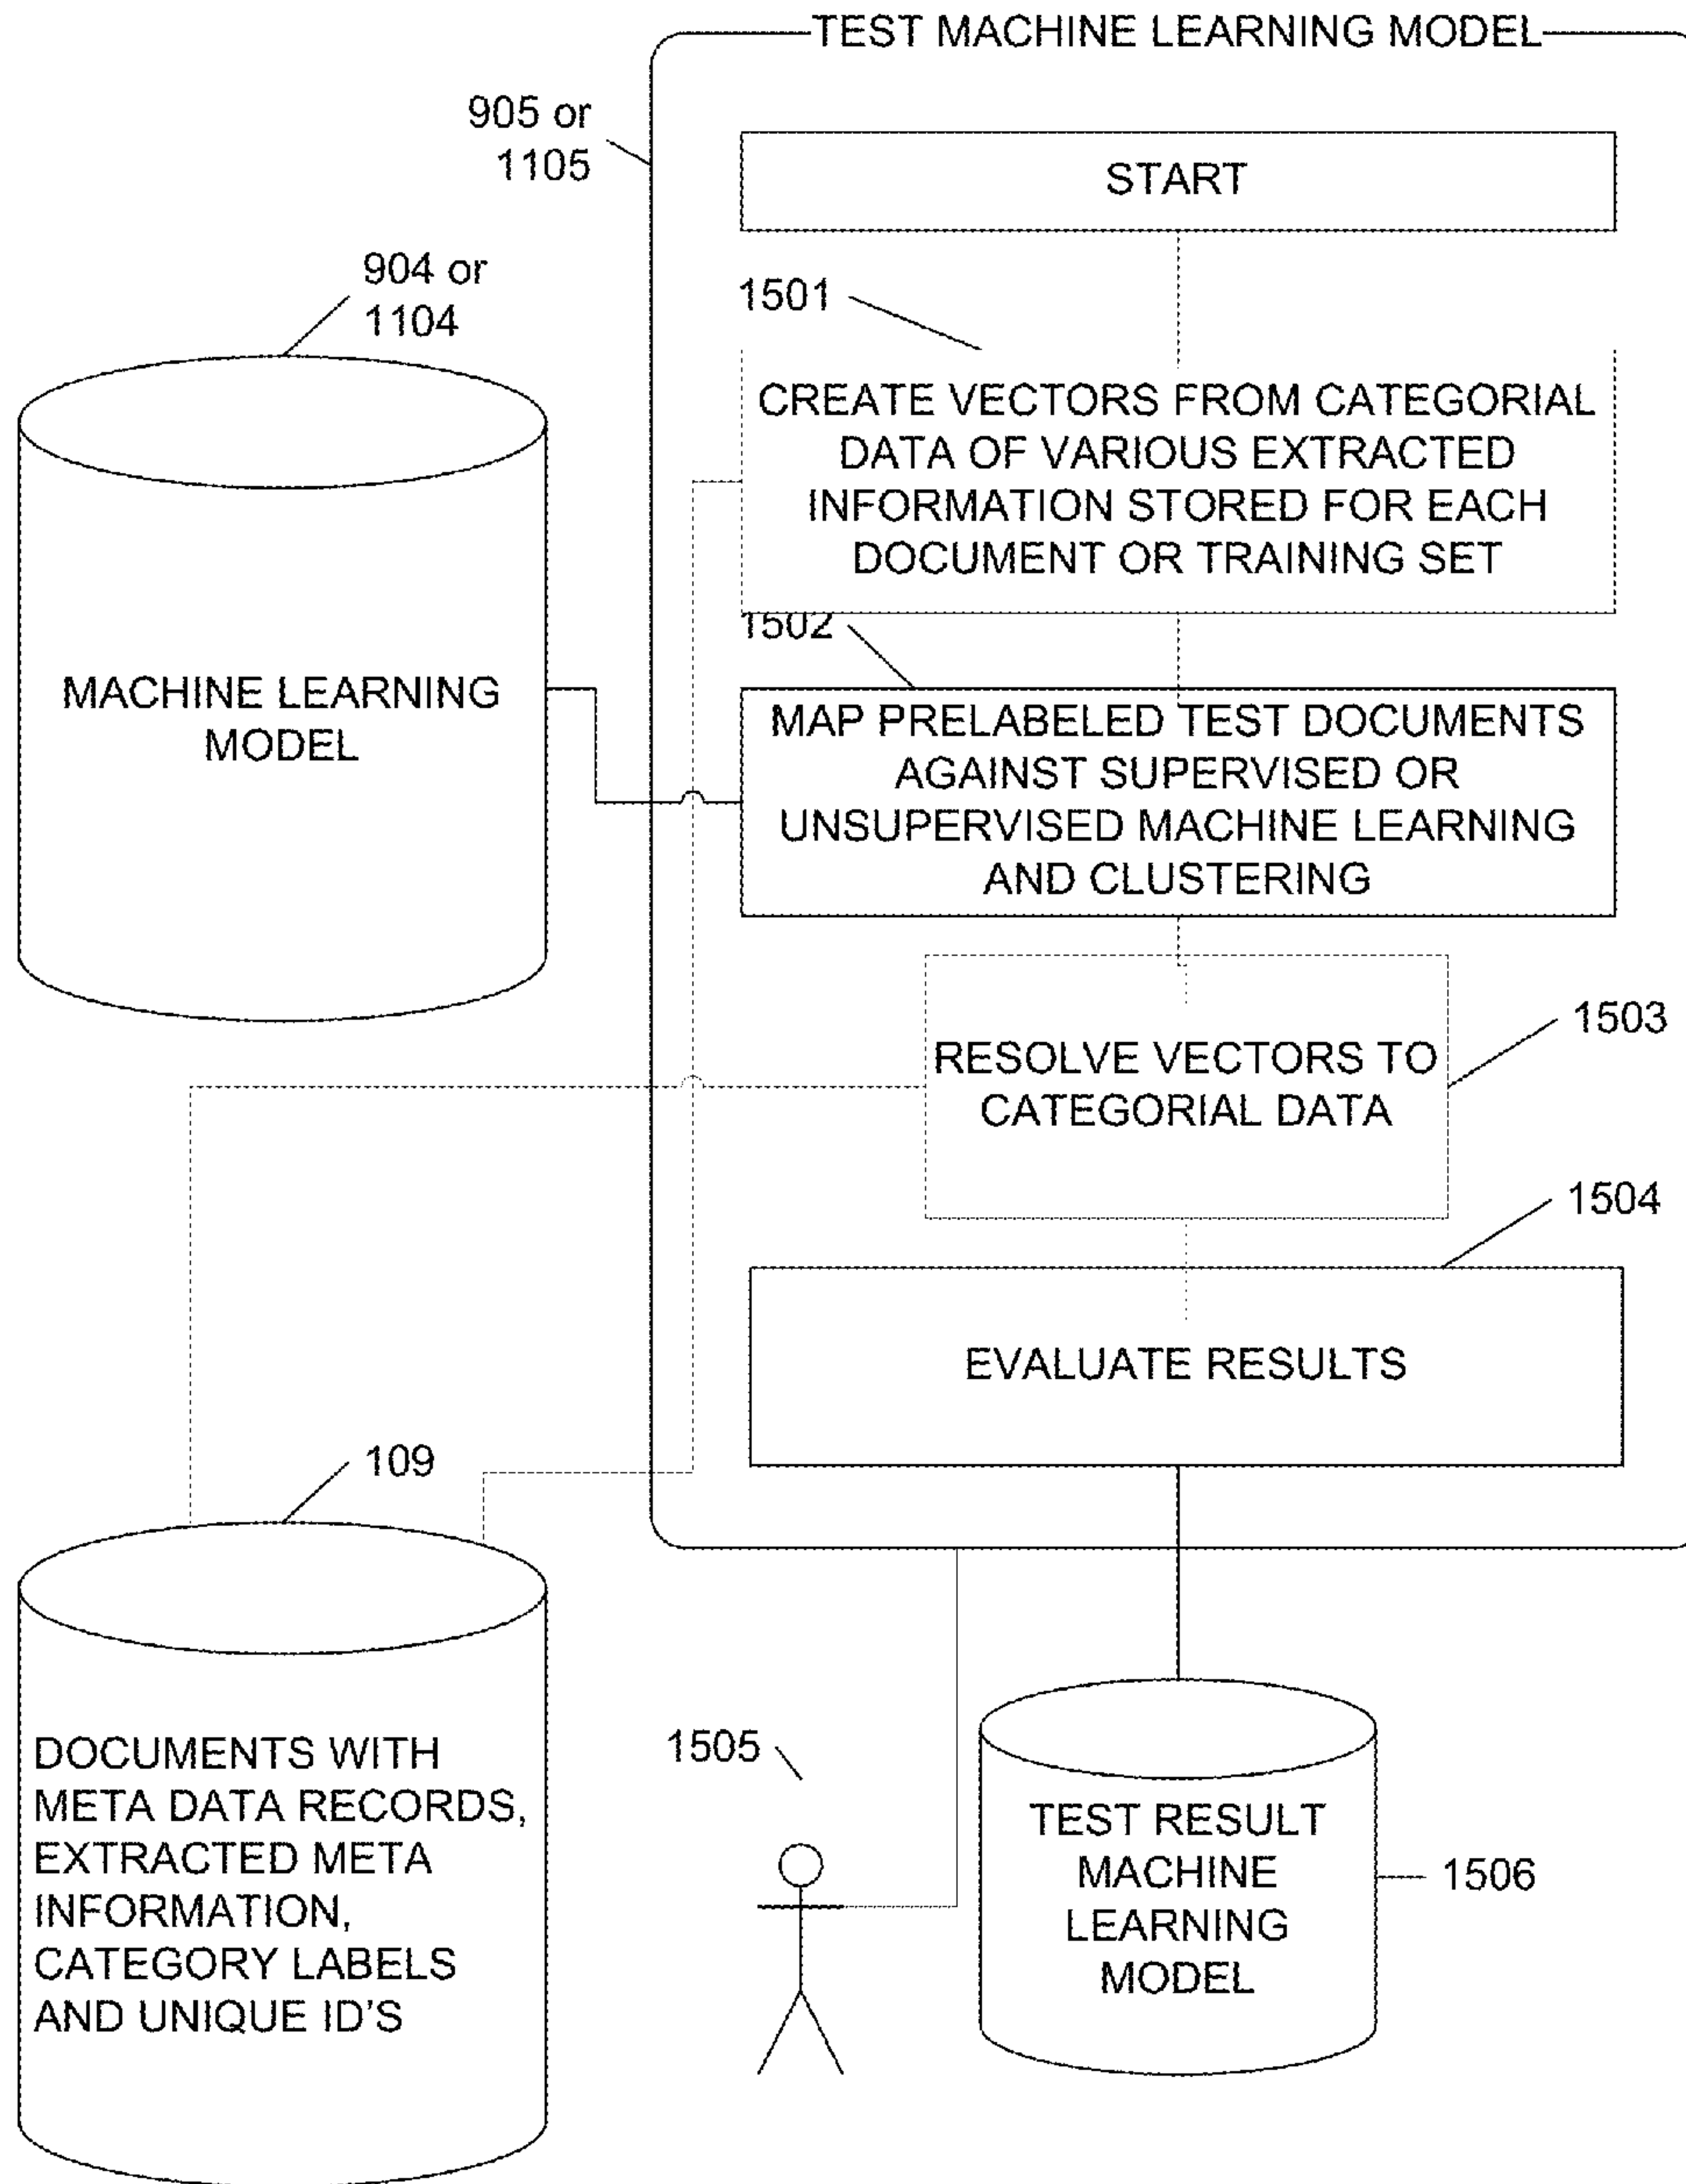 TEST MACHINE LEARNING MODEL
905 or
1105
START
904 or
1104
1501
CREATE VECTORS FROM CATEGORIAL
DATA OF VARIOUS EXTRACTED
INFORMATION STORED FOR EACH
DOCUMENT OR TRAINING SET
1502
MACHINE LEARNING
MODEL
MAP PRELABELED TEST DOCUMENTS
AGAINST SUPERVISED OR
UNSUPERVISED MACHINE LEARNING
AND CLUSTERING
1503
RESOLVE VECTORS TO
CATEGORIAL DATA
1504
EVALUATE RESULTS
109
DOCUMENTS WITH
META DATA RECORDS,
EXTRACTED META
INFORMATION,
CATEGORY LABELS
AND UNIQUE ID'S
1505
TEST RESULT
MACHINE
LEARNING
MODEL
1506